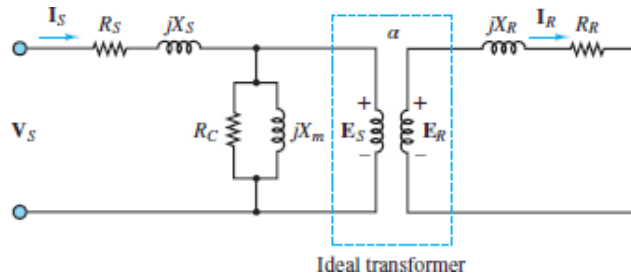 I_S R_S jX_S α jX_R I_R R_R
V_S R_C jX_m + E_S − + E_R −
Ideal transformer